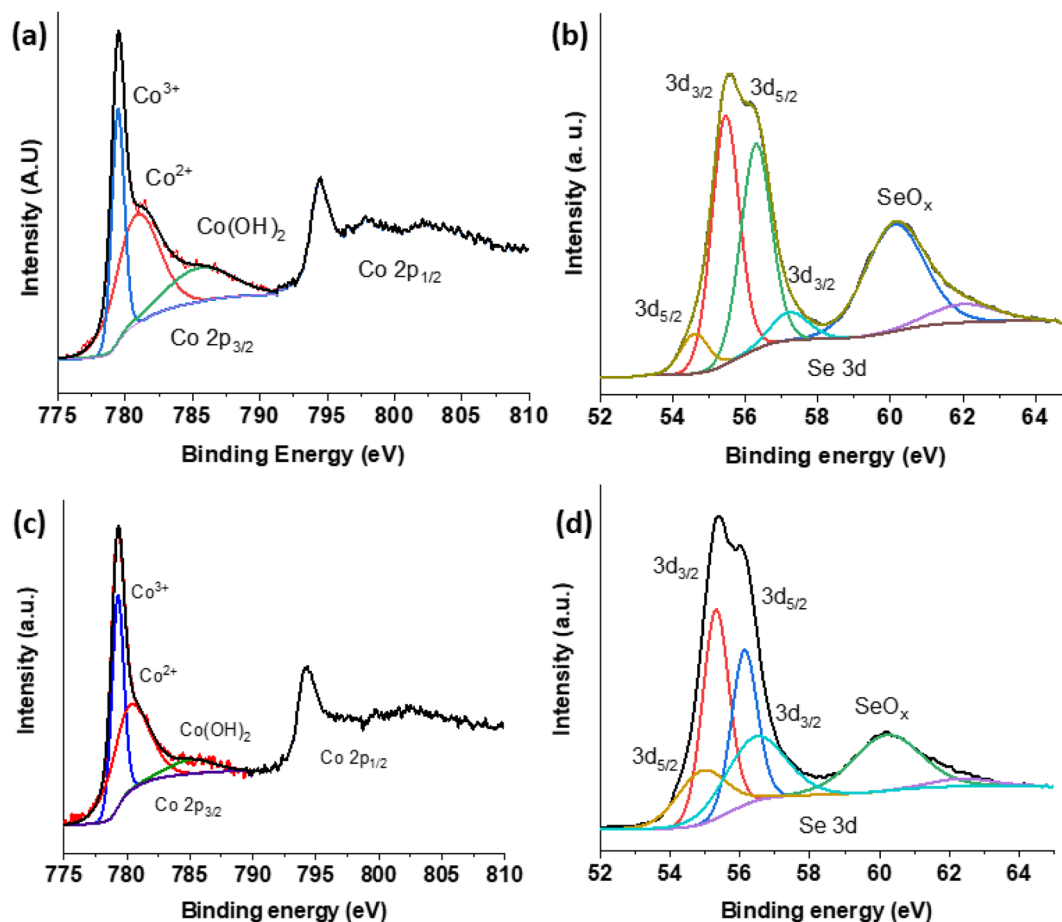 (a)
Co³⁺
Co²⁺
Co(OH)₂
Co 2p₃/₂
Co 2p₁/₂
Intensity (A.U)
775 780 785 790 795 800 805 810
Binding Energy (eV)
(b)
3d₃/₂
3d₅/₂
3d₅/₂
3d₃/₂
SeOₓ
Se 3d
Intensity (a. u.)
52 54 56 58 60 62 64
Binding energy (eV)
(c)
Co³⁺
Co²⁺
Co(OH)₂
Co 2p₃/₂
Co 2p₁/₂
Intensity (a.u.)
775 780 785 790 795 800 805 810
Binding energy (eV)
(d)
3d₃/₂
3d₅/₂
3d₃/₂
3d₅/₂
SeOₓ
Se 3d
Intensity (a.u.)
52 54 56 58 60 62 64
Binding energy (eV)